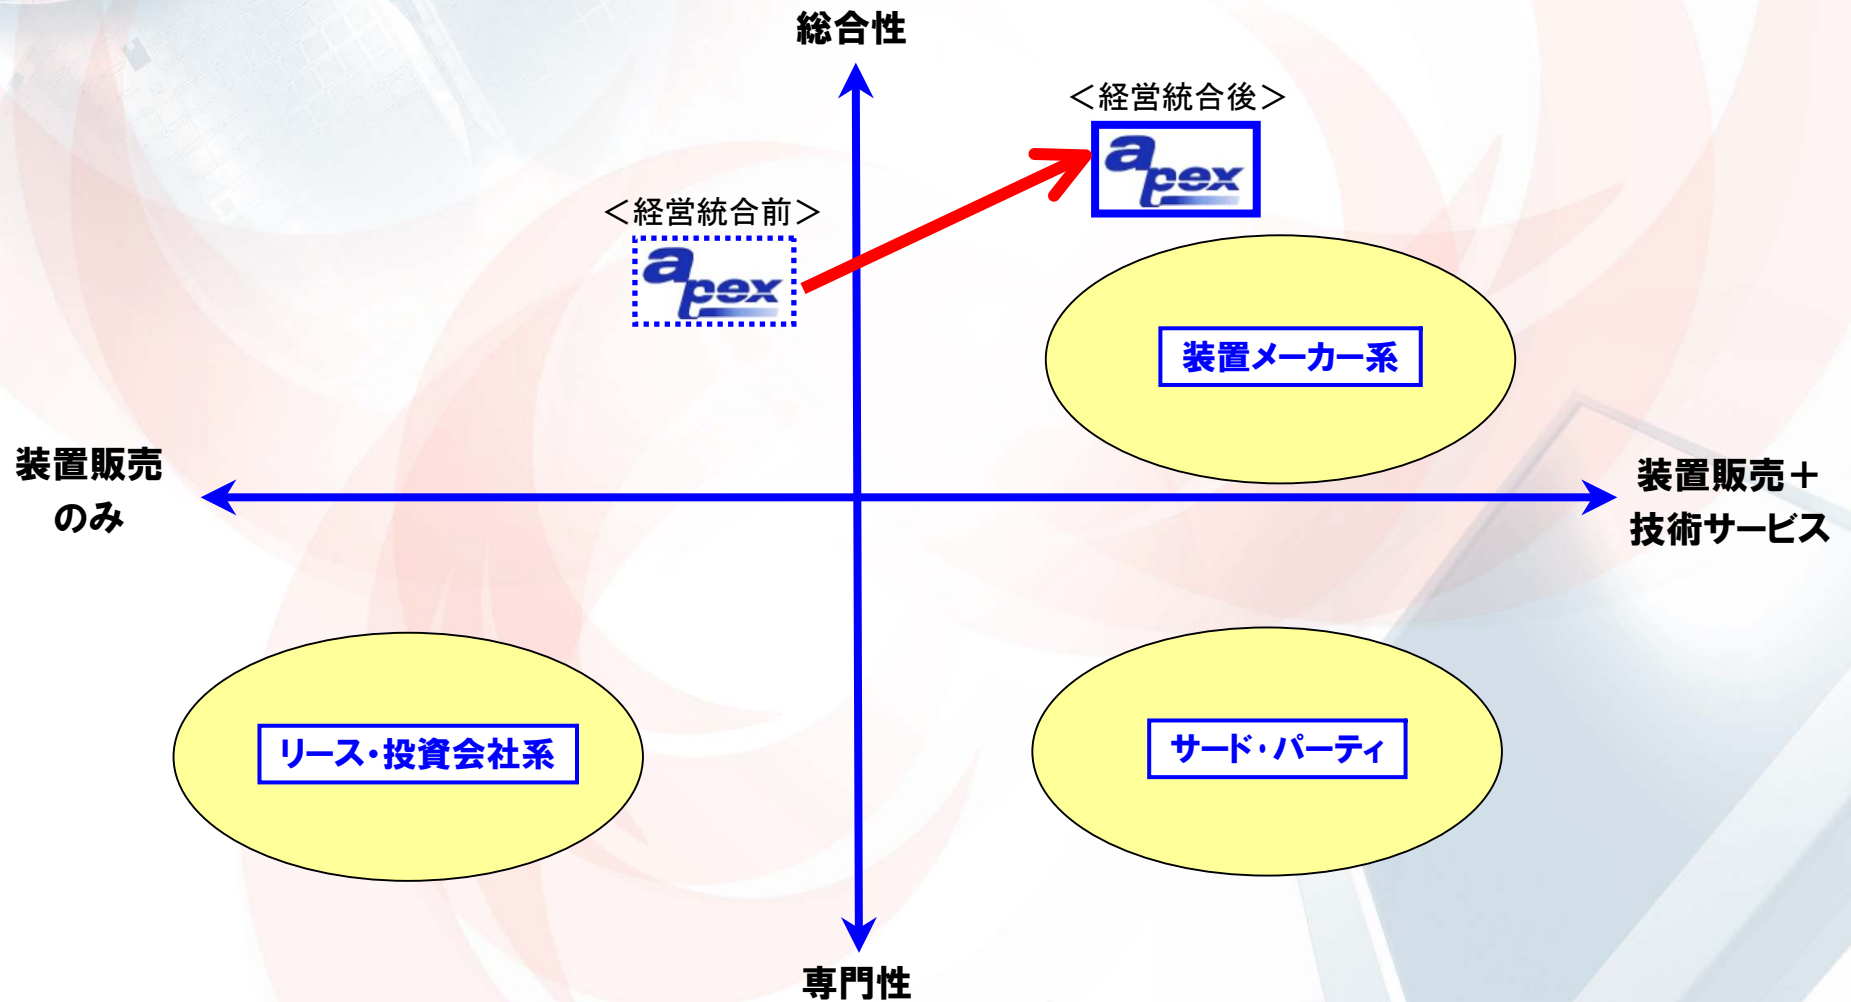 総合性
＜経営統合後＞
apex
＜経営統合前＞
apex
装置メーカー系
装置販売
のみ
装置販売＋
技術サービス
リース・投資会社系
サード・パーティ
専門性